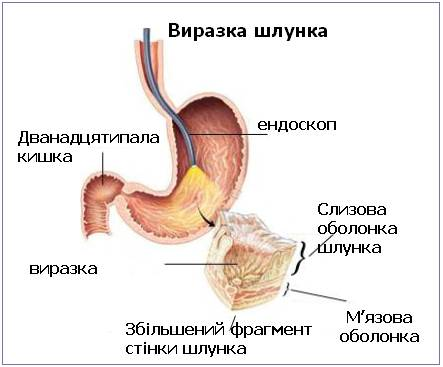 Виразка шлунка
ендоскоп
Дванадцятипала
кишка
Слизова
оболонка
шлунка
виразка
М’язова
оболонка
Збільшений фрагмент
стінки шлунка